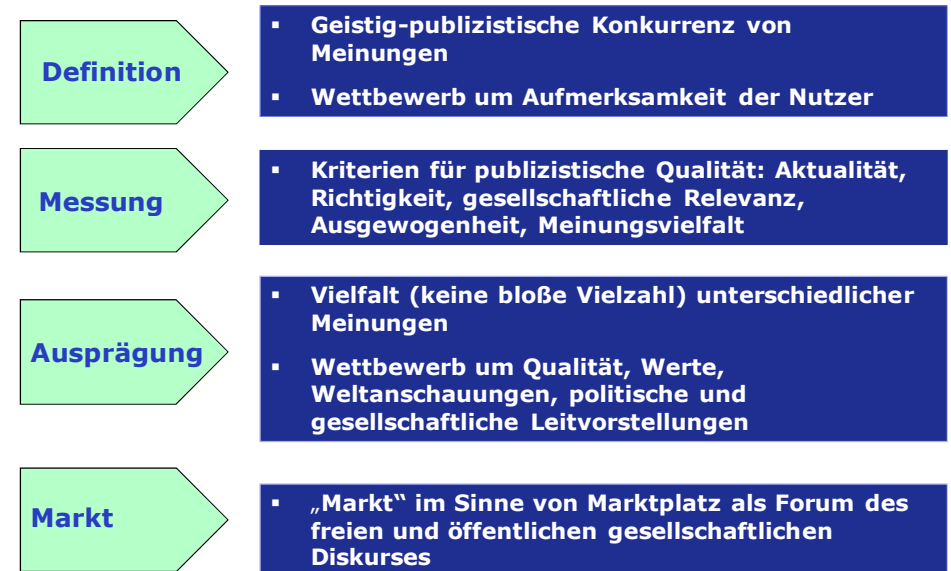 Definition
▪ Geistig-publizistische Konkurrenz von
Meinungen
▪ Wettbewerb um Aufmerksamkeit der Nutzer
Messung
▪ Kriterien für publizistische Qualität: Aktualität,
Richtigkeit, gesellschaftliche Relevanz,
Ausgewogenheit, Meinungsvielfalt
Ausprägung
▪ Vielfalt (keine bloße Vielzahl) unterschiedlicher
Meinungen
▪ Wettbewerb um Qualität, Werte,
Weltanschauungen, politische und
gesellschaftliche Leitvorstellungen
Markt
▪ „Markt“ im Sinne von Marktplatz als Forum des
freien und öffentlichen gesellschaftlichen
Diskurses